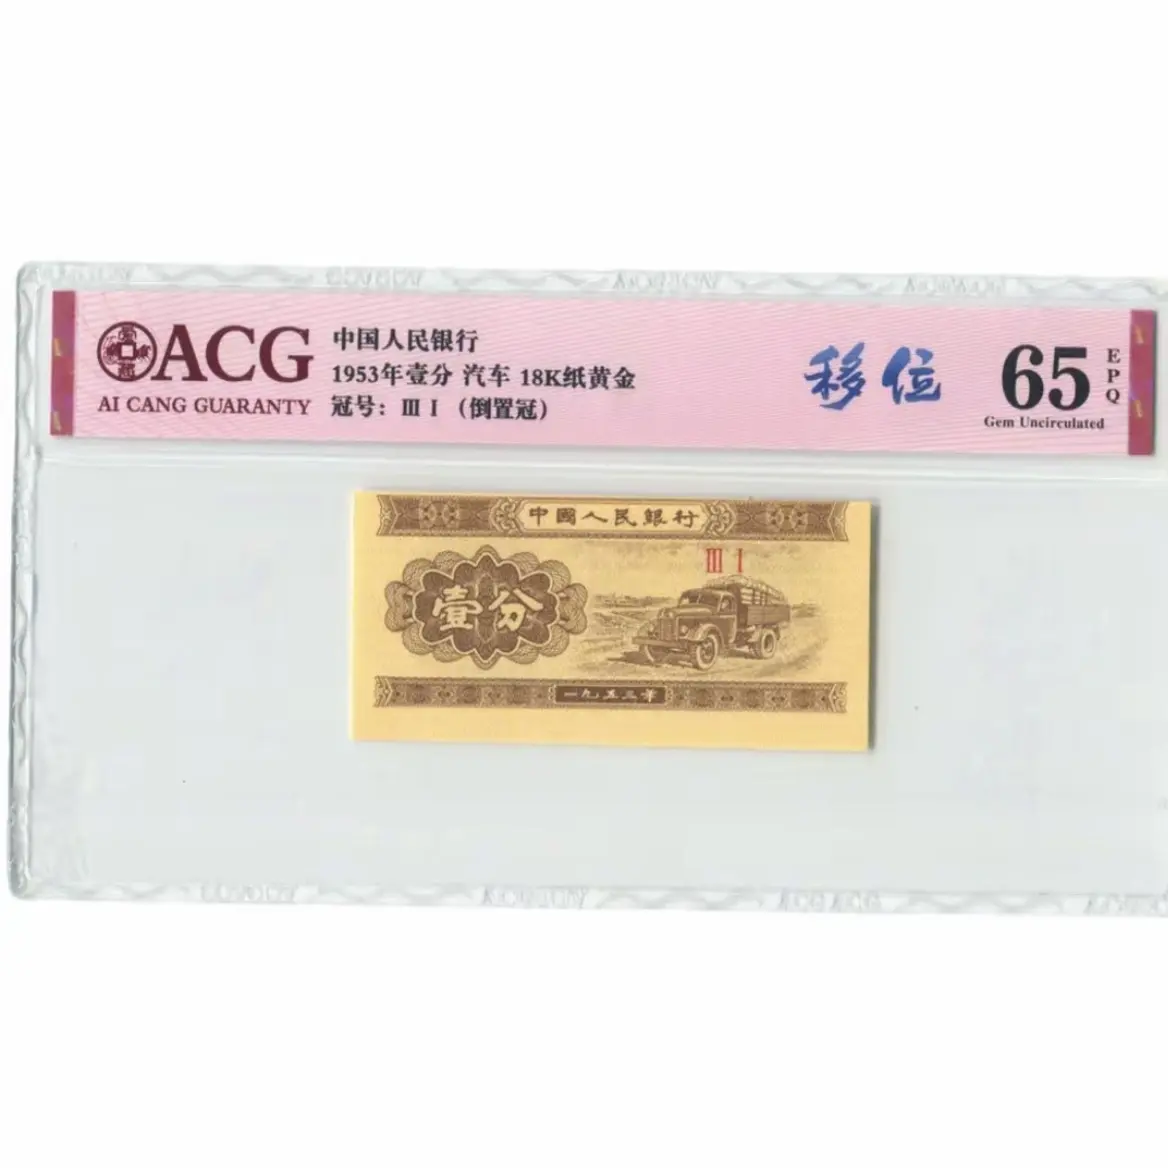 ACG
AI CANG GUARANTY
中国人民银行
1953年壹分 汽车 18K纸黄金
冠号：Ⅲ Ⅰ（倒置冠）
移位
65
EPQ
Gem Uncirculated
中國人民銀行
Ⅲ Ⅰ
壹分
一九五三年